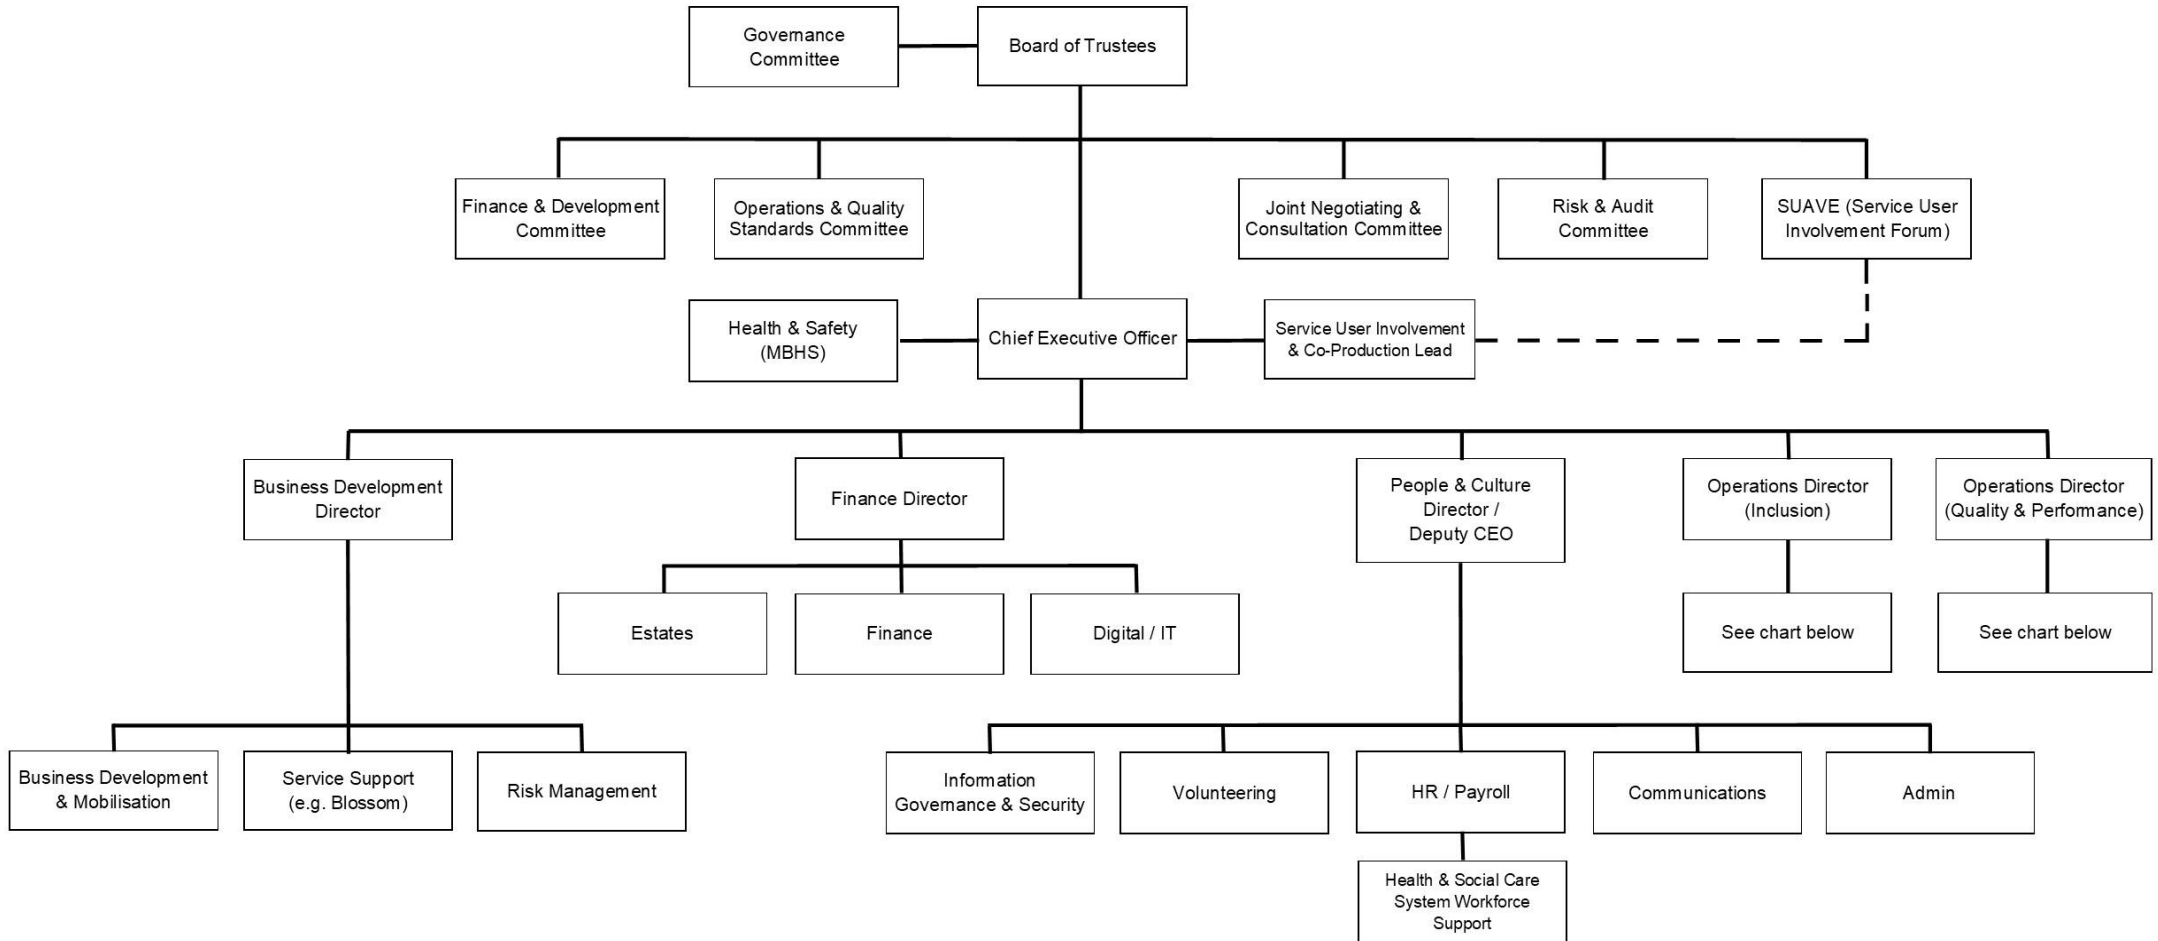 Governance
Committee
Board of Trustees
Finance & Development
Committee
Operations & Quality
Standards Committee
Joint Negotiating &
Consultation Committee
Risk & Audit
Committee
SUAVE (Service User
Involvement Forum)
Health & Safety
(MBHS)
Chief Executive Officer
Service User Involvement
& Co-Production Lead
Business Development
Director
Finance Director
People & Culture
Director /
Deputy CEO
Operations Director
(Inclusion)
Operations Director
(Quality & Performance)
Estates
Finance
Digital / IT
See chart below
See chart below
Business Development
& Mobilisation
Service Support
(e.g. Blossom)
Risk Management
Information
Governance & Security
Volunteering
HR / Payroll
Communications
Admin
Health & Social Care
System Workforce
Support